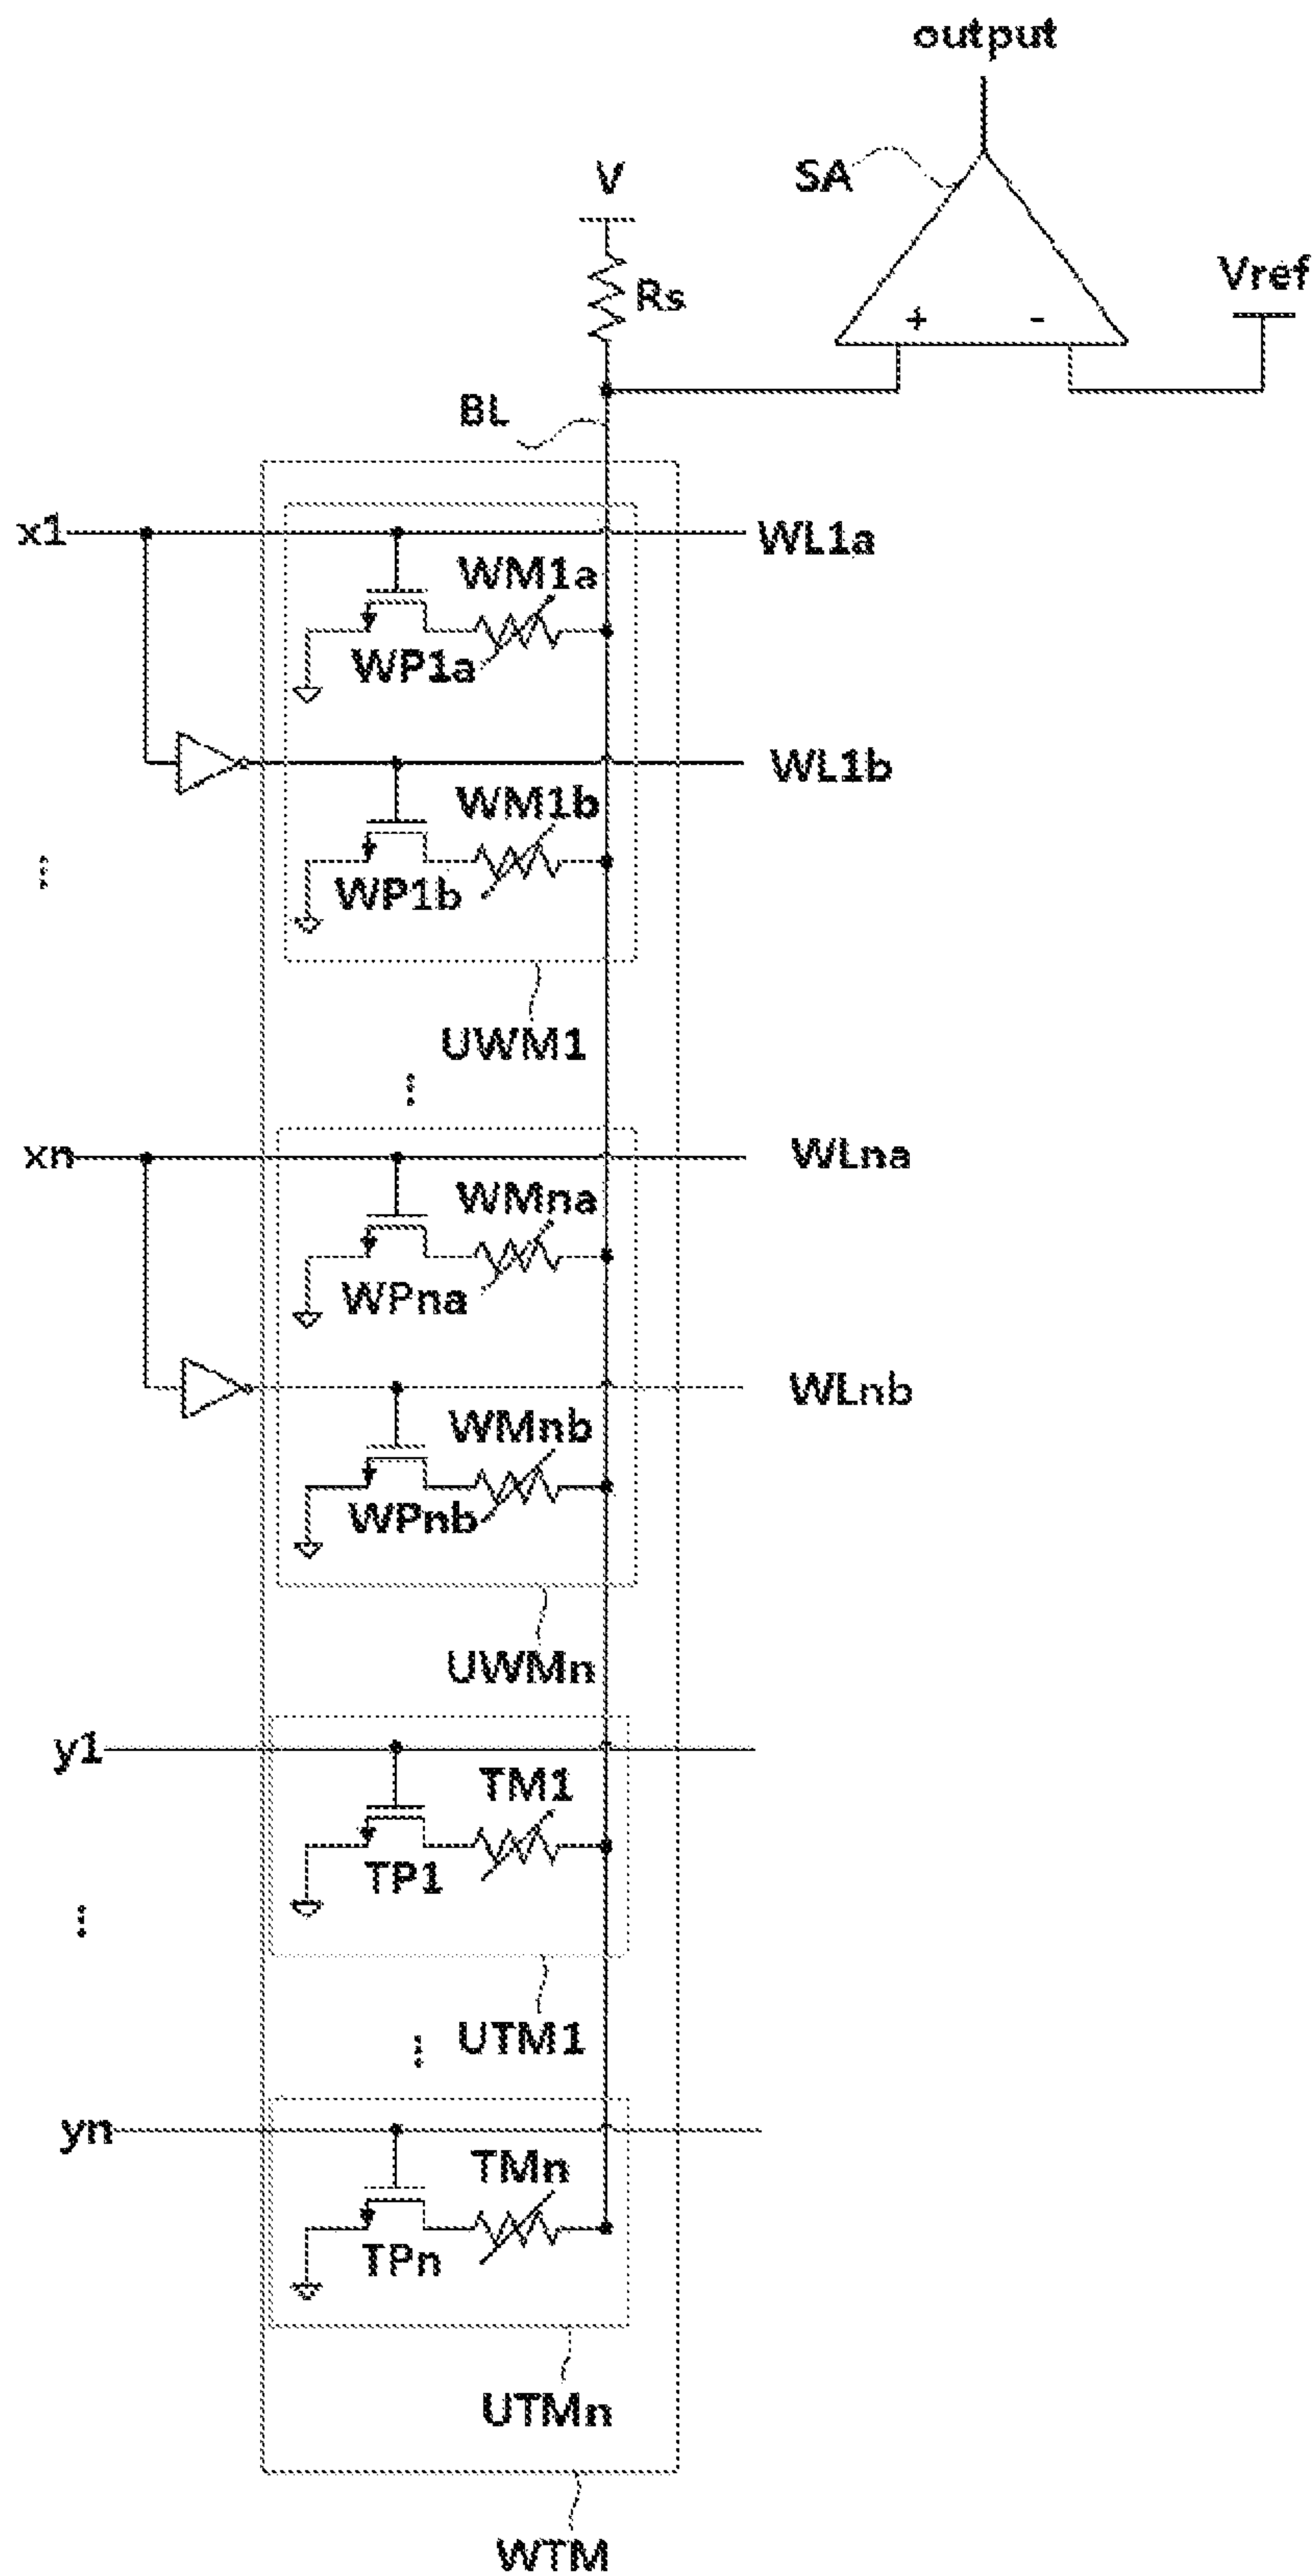 output
SA
V
Vref
Rs
+ -
BL
x1
WL1a
WM1a
WP1a
WL1b
WM1b
WP1b
UWM1
xn
WLna
WMna
WPna
WLnb
WMnb
WPnb
UWMn
y1
TM1
TP1
UTM1
yn
TMn
TPn
UTMn
WTM